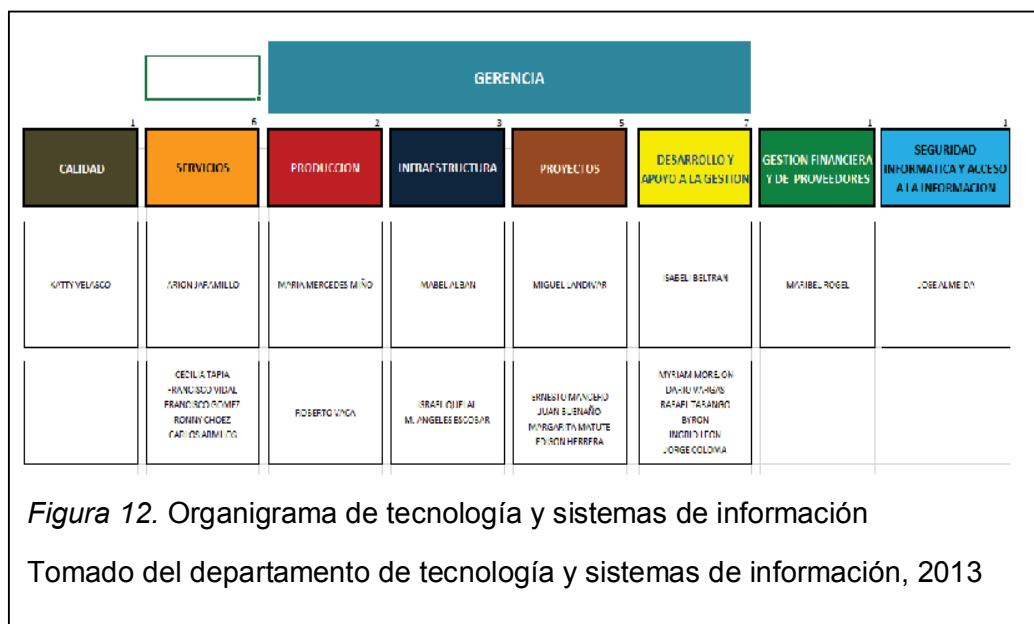 GERENCIA
1 6 2 3 5 7 1 1
CALIDAD
SERVICIOS
PRODUCCION
INFRAESTRUCTURA
PROYECTOS
DESARROLLO Y
APOYO A LA GESTION
GESTION FINANCIERA
Y DE PROVEEDORES
SEGURIDAD
INFORMATICA Y ACCESO
A LA INFORMACION
KATTY VELASCO
ARION JARAMILLO
MARIA MERCEDES MIÑO
MABEL ALBAN
MIGUEL LANDIVAR
BELTRAN
MARIBEL ROGEL
JOSE ALMEIDA
CECILIA TAPIA
FRANCISCO VIDAL
FRANCISCO GOMEZ
RONNY CHOEZ
CARLOS
ROBERTO VACA
ISRAEL
M. ANGELES ESCOBAR
ERNESTO MANCERO
JUAN BUENAÑO
MARGARITA MATUTE
EDISON HERRERA
MYRIAM MOREJON
DARIO VARGAS
RAFAEL
BYRON
INGRID LEON
JORGE COLOMA
Figura 12. Organigrama de tecnología y sistemas de información
Tomado del departamento de tecnología y sistemas de información, 2013